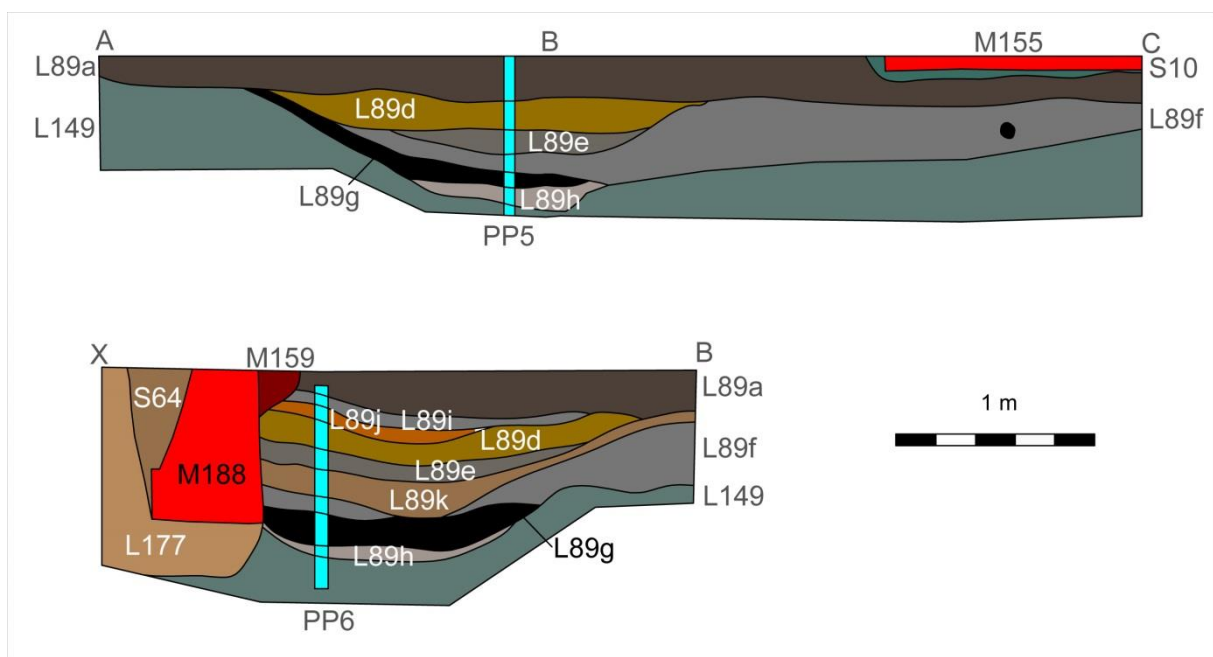 A B M155 C
L89a S10
L89d
L149 L89f
L89e
L89g L89h
PP5
X M159 B
S64 L89a
L89j L89i
L89d 1 m
M188 L89e L89f
L89k L149
L177 L89h L89g
PP6